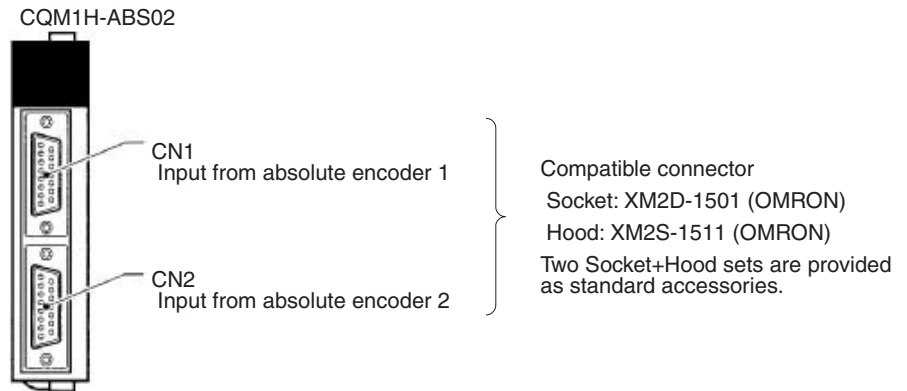 CQM1H-ABS02
CN1
Input from absolute encoder 1
CN2
Input from absolute encoder 2
Compatible connector
Socket: XM2D-1501 (OMRON)
Hood: XM2S-1511 (OMRON)
Two Socket+Hood sets are provided
as standard accessories.